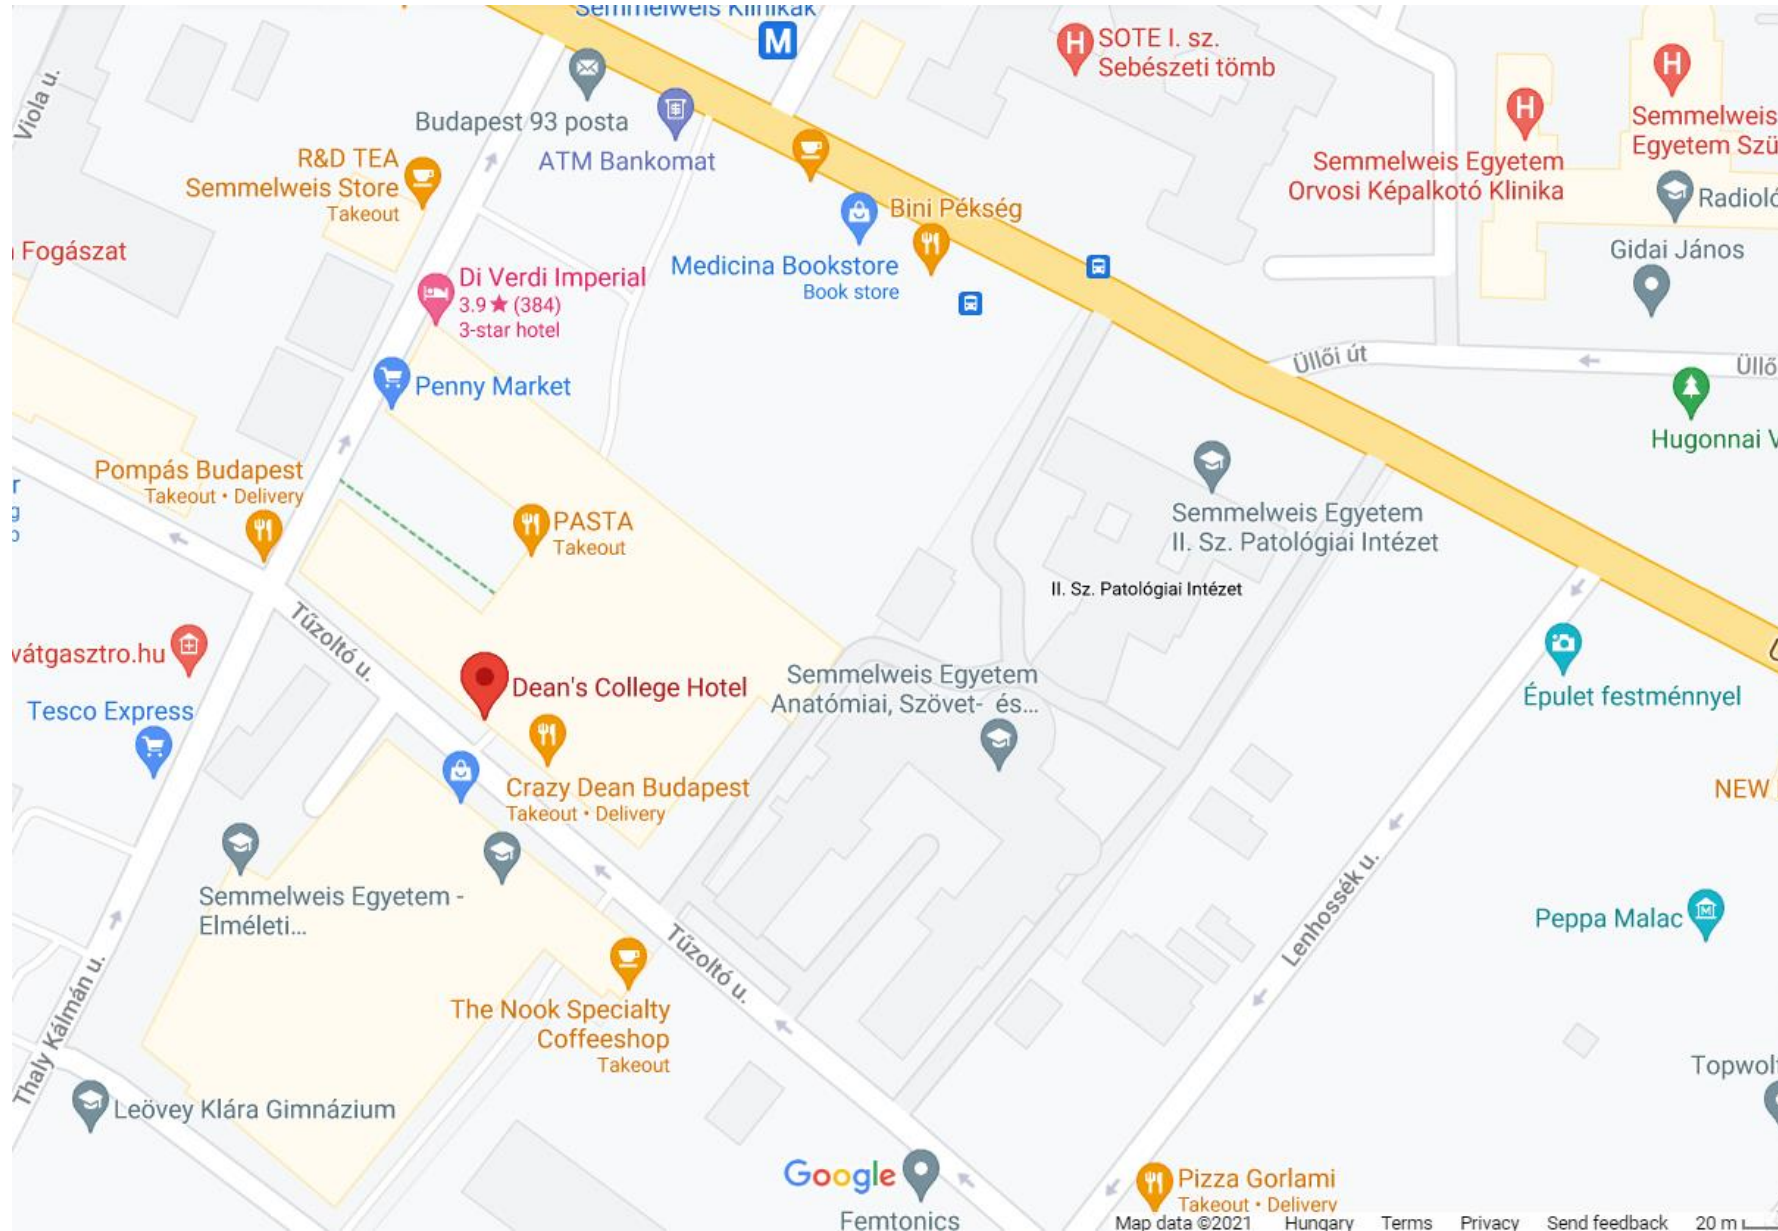 Semmelweis Klinikák
M
SOTE I. sz.
Sebészeti tömb
H
H
H
Viola u.
Budapest 93 posta
ATM Bankomat
R&D TEA
Semmelweis Store
Takeout
Semmelweis Egyetem
Orvosi Képalkotó Klinika
Semmelweis
Egyetem Szü
Bini Pékség
Gidai János
Fogászat
Medicina Bookstore
Book store
Di Verdi Imperial
3.9 ★ (384)
3-star hotel
Üllői út
Penny Market
Hugonnai V
Pompás Budapest
Takeout • Delivery
PASTA
Takeout
Semmelweis Egyetem
II. Sz. Patológiai Intézet
II. Sz. Patológiai Intézet
Tűzoltó u.
vátgasztro.hu
Tesco Express
Dean's College Hotel
Semmelweis Egyetem
Anatómiai, Szövet- és...
Épulet festménnyel
Crazy Dean Budapest
Takeout • Delivery
NEW
Semmelweis Egyetem -
Elméleti...
Lenhossék u.
Peppa Malac
M
Tűzoltó u.
The Nook Specialty
Coffeeshop
Takeout
Thaly Kálmán u.
Leövey Klára Gimnázium
Google
Femtonics
Pizza Gorlami
Takeout • Delivery
Map data ©2021 Hungary Terms Privacy Send feedback 20 m